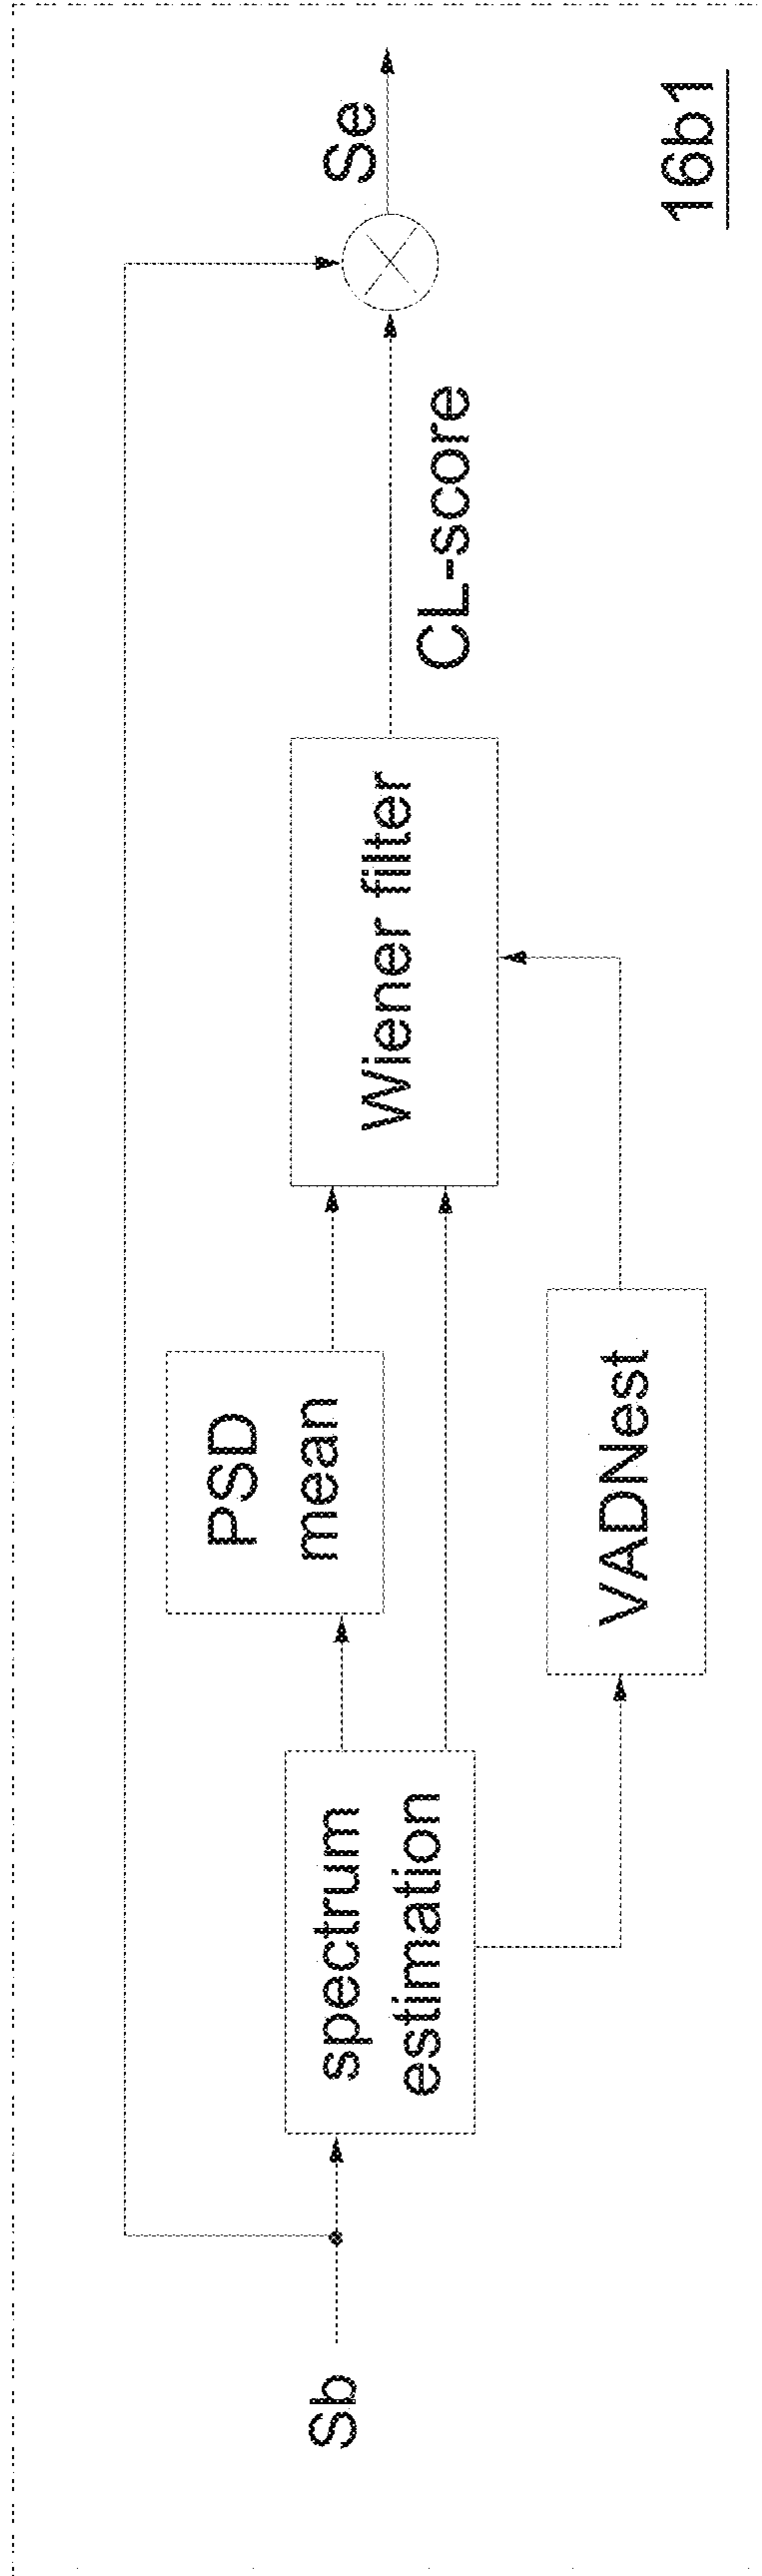 Sb
spectrum
estimation
PSD
mean
VADNest
Wiener filter
CL-score
Se
16b1